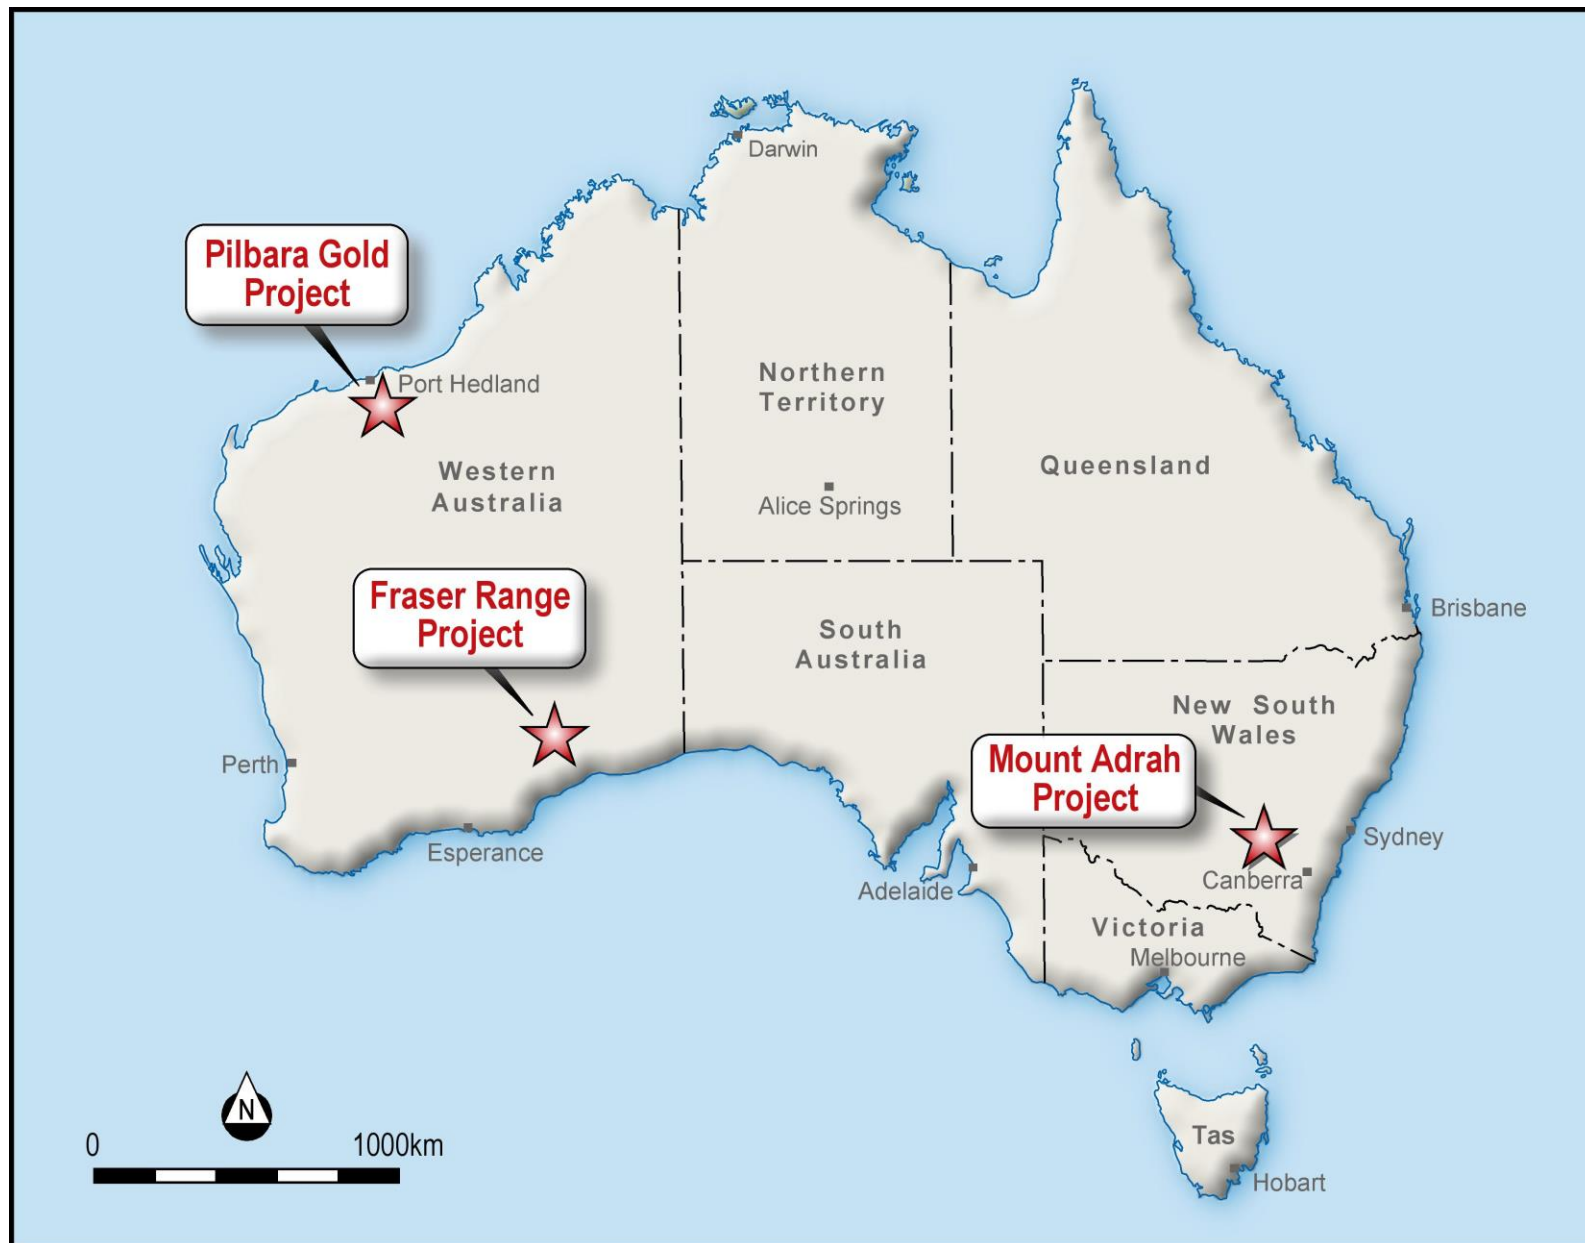 Darwin
Pilbara Gold
Project
Port Hedland
Northern
Territory
Western
Australia
Queensland
Alice Springs
Fraser Range
Project
Brisbane
South
Australia
New South
Wales
Perth
Mount Adrah
Project
Esperance
Sydney
Adelaide
Canberra
Victoria
Melbourne
N
0 1000km
Tas
Hobart